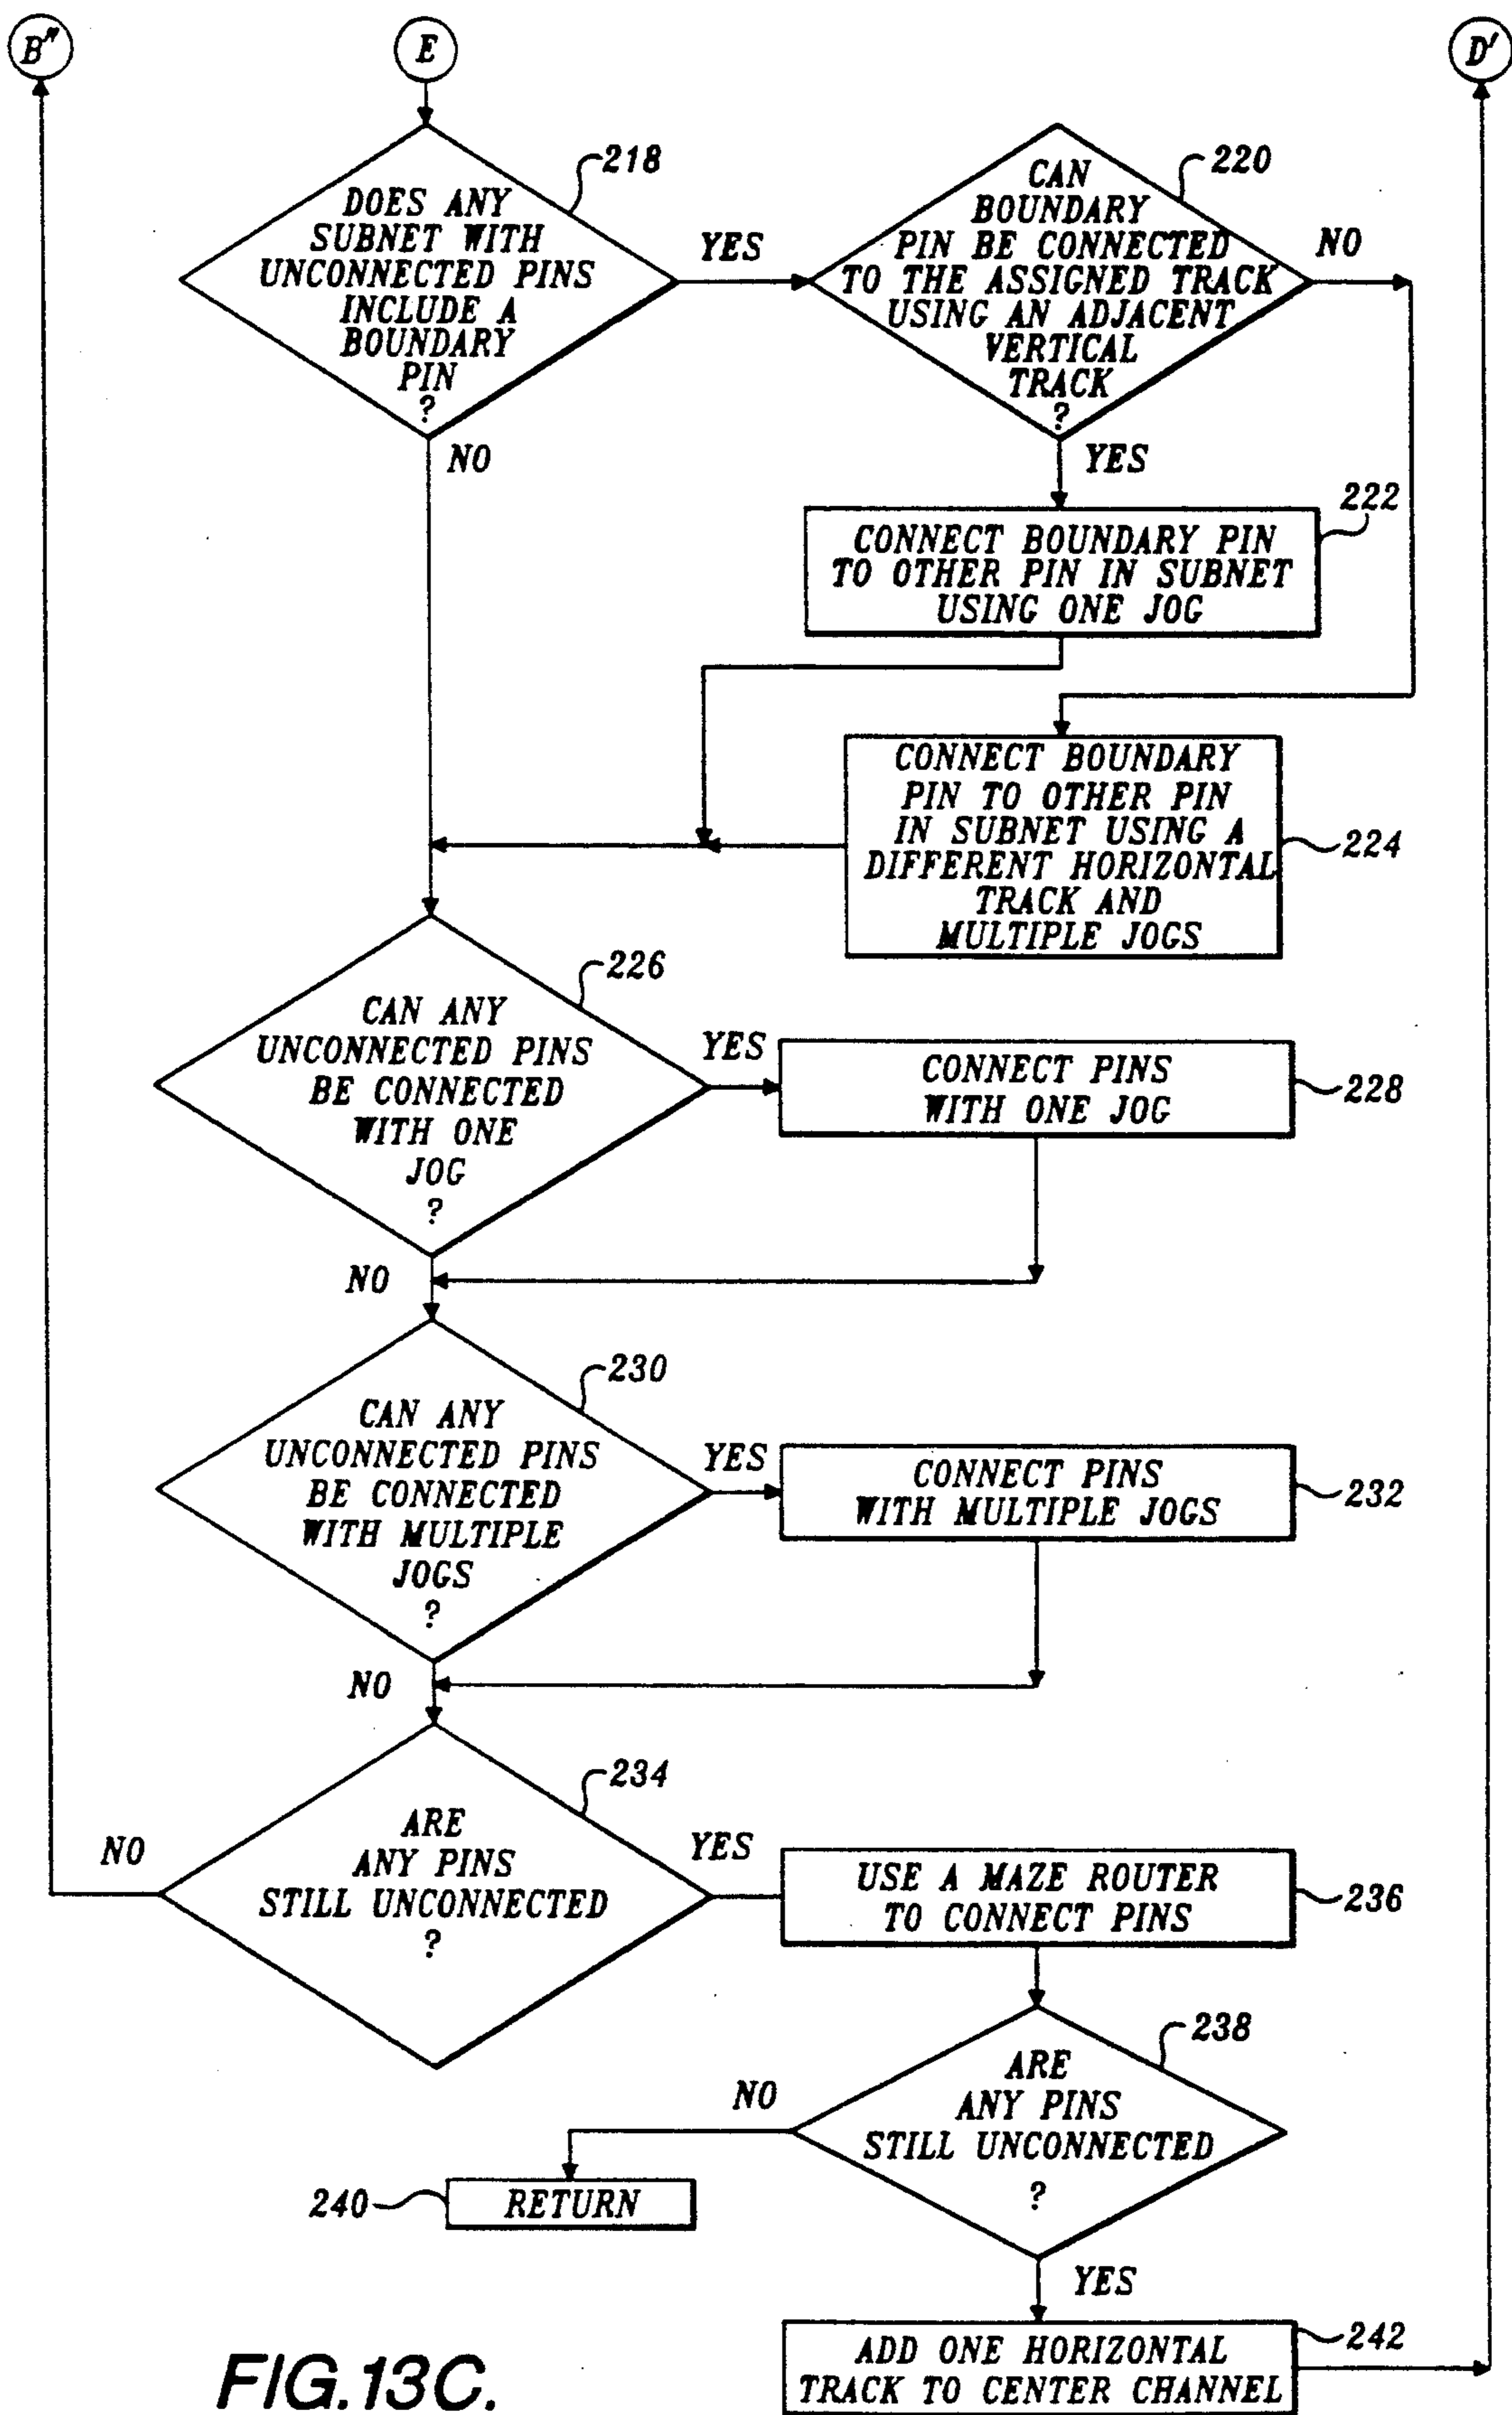 B"
E
D'
218
DOES ANY
SUBNET WITH
UNCONNECTED PINS
INCLUDE A
BOUNDARY
PIN
?
YES
NO
220
CAN
BOUNDARY
PIN BE CONNECTED
TO THE ASSIGNED TRACK
USING AN ADJACENT
VERTICAL
TRACK
?
NO
YES
222
CONNECT BOUNDARY PIN
TO OTHER PIN IN SUBNET
USING ONE JOG
CONNECT BOUNDARY
PIN TO OTHER PIN
IN SUBNET USING A
DIFFERENT HORIZONTAL
TRACK AND
MULTIPLE JOGS
224
226
CAN ANY
UNCONNECTED PINS
BE CONNECTED
WITH ONE
JOG
?
YES
CONNECT PINS
WITH ONE JOG
228
NO
230
CAN ANY
UNCONNECTED PINS
BE CONNECTED
WITH MULTIPLE
JOGS
?
YES
CONNECT PINS
WITH MULTIPLE JOGS
232
NO
234
ARE
ANY PINS
STILL UNCONNECTED
?
NO
YES
USE A MAZE ROUTER
TO CONNECT PINS
236
238
ARE
ANY PINS
STILL UNCONNECTED
?
NO
240
RETURN
YES
ADD ONE HORIZONTAL
TRACK TO CENTER CHANNEL
242
FIG.13C.